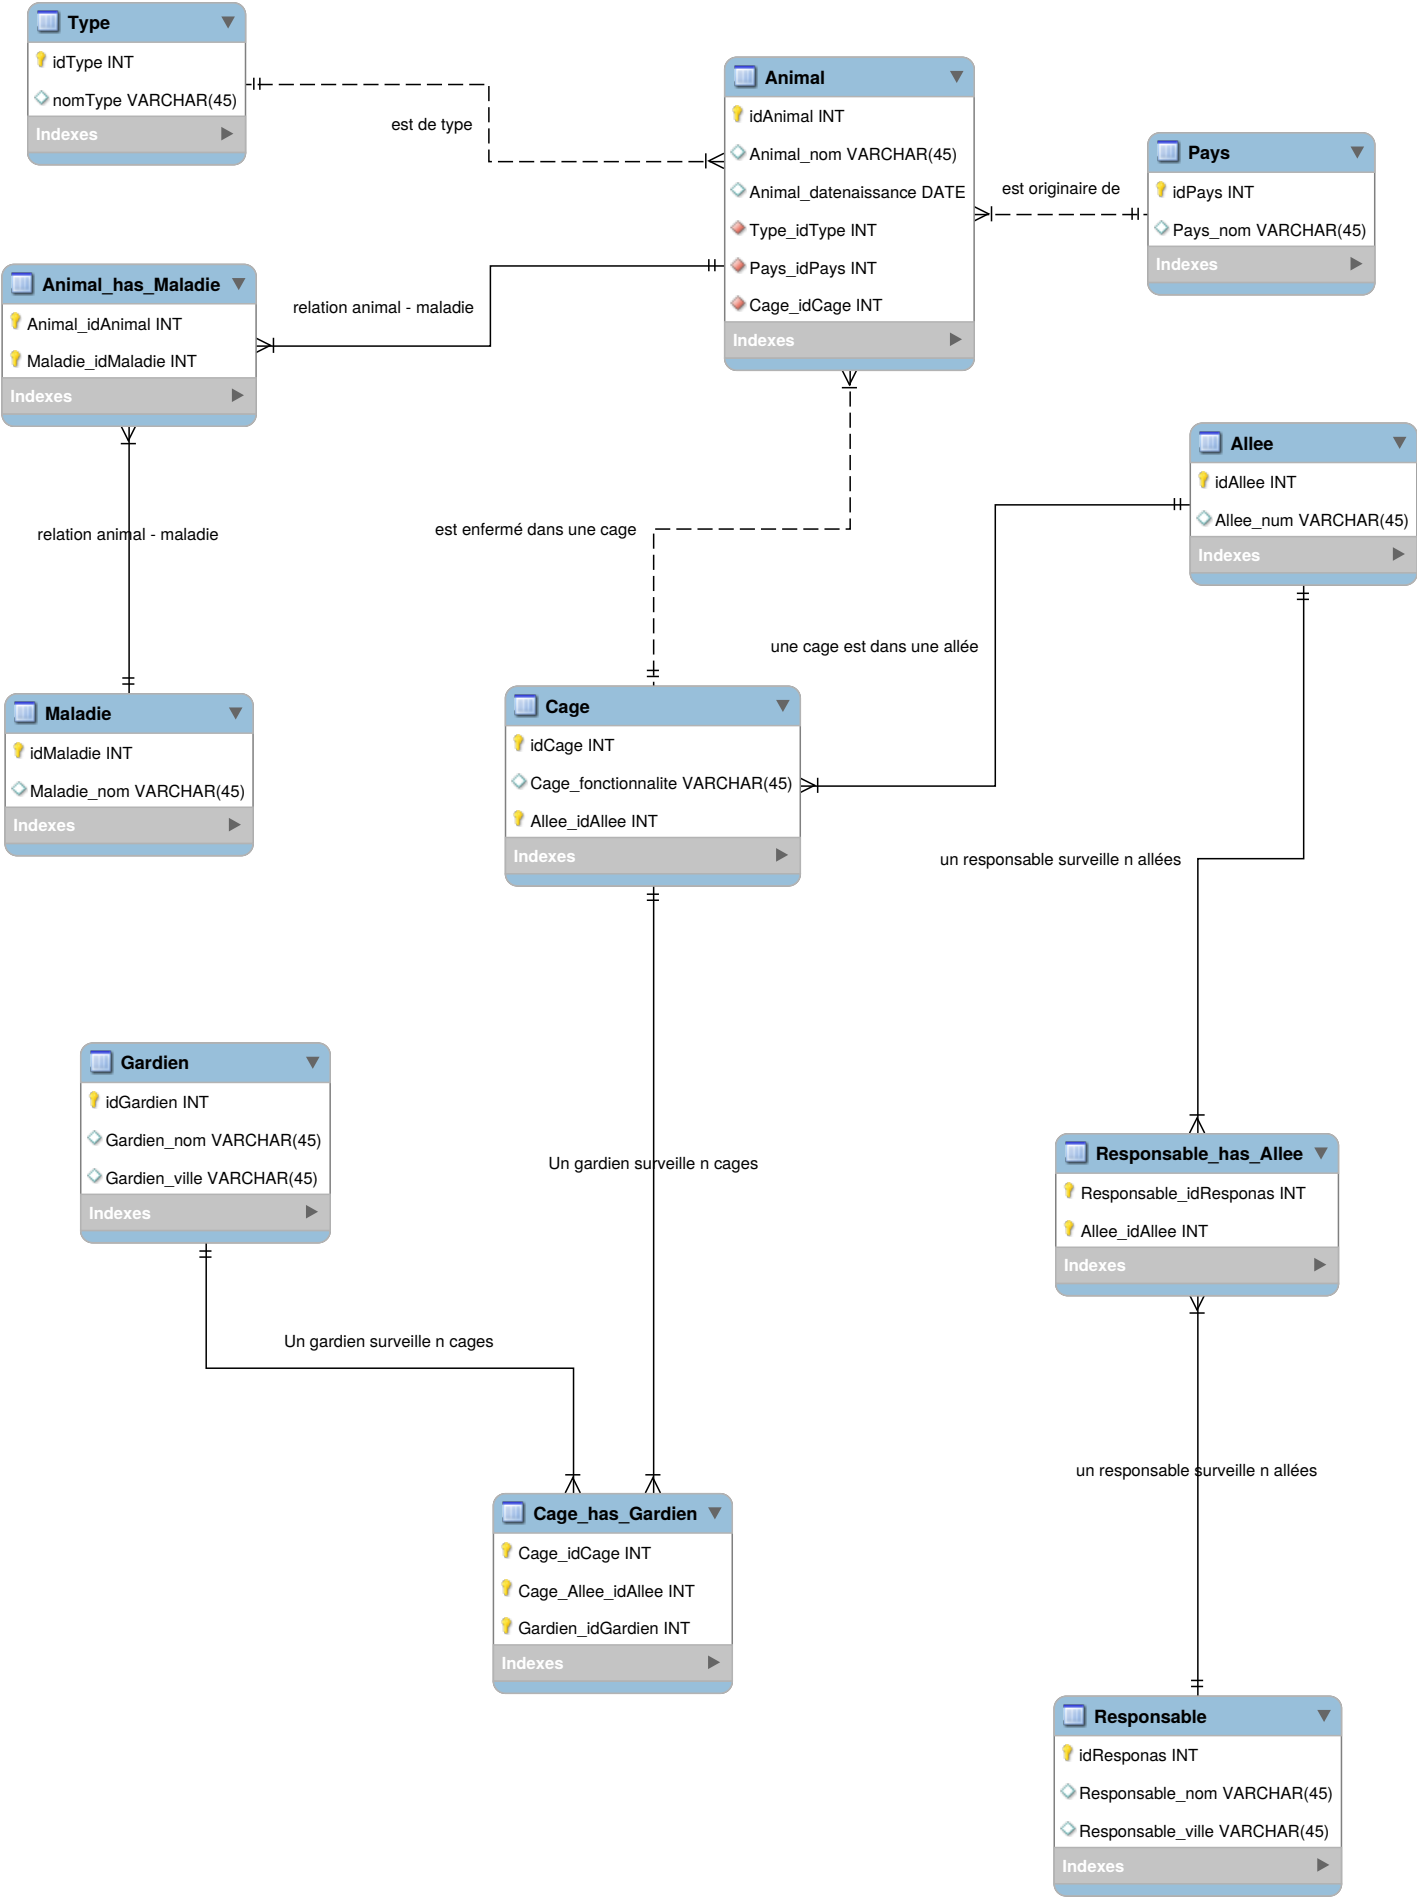 Type
idType INT
nomType VARCHAR(45)
Indexes
est de type
Animal
idAnimal INT
Animal_nom VARCHAR(45)
Animal_datenaissance DATE
Type_idType INT
Pays_idPays INT
Cage_idCage INT
Indexes
est originaire de
Pays
idPays INT
Pays_nom VARCHAR(45)
Indexes
Animal_has_Maladie
Animal_idAnimal INT
Maladie_idMaladie INT
Indexes
relation animal - maladie
relation animal - maladie
est enfermé dans une cage
Allee
idAllee INT
Allee_num VARCHAR(45)
Indexes
une cage est dans une allée
Maladie
idMaladie INT
Maladie_nom VARCHAR(45)
Indexes
Cage
idCage INT
Cage_fonctionnalite VARCHAR(45)
Allee_idAllee INT
Indexes
un responsable surveille n allées
Gardien
idGardien INT
Gardien_nom VARCHAR(45)
Gardien_ville VARCHAR(45)
Indexes
Un gardien surveille n cages
Responsable_has_Allee
Responsable_idResponas INT
Allee_idAllee INT
Indexes
Un gardien surveille n cages
un responsable surveille n allées
Cage_has_Gardien
Cage_idCage INT
Cage_Allee_idAllee INT
Gardien_idGardien INT
Indexes
Responsable
idResponas INT
Responsable_nom VARCHAR(45)
Responsable_ville VARCHAR(45)
Indexes